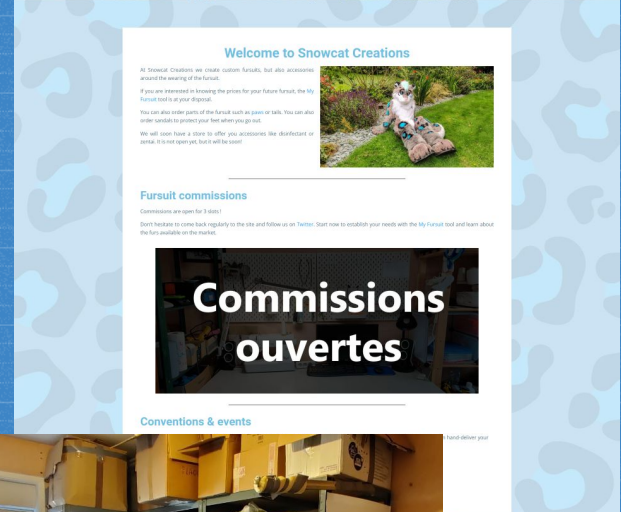 Welcome to Snowcat Creations
At Snowcat Creations we create custom fursuits, but also accessories
around the wearing of the fursuit.
If you are interested in knowing the prices for your future fursuit, the My
Fursuit tool is at your disposal.
You can also order parts of the fursuit such as paws or tails. You can also
order sandals to protect your feet when you go out.
We will soon have a store to offer you accessories like disinfectant or
zentai. It is not open yet, but it will be soon!
Fursuit commissions
Commissions are open for 3 slots !
Don't hesitate to come back regularly to the site and follow us on Twitter. Start now to establish your needs with the My Fursuit tool and learn about
the furs available on the market.
Commissions
ouvertes
Conventions & events
hand-deliver your